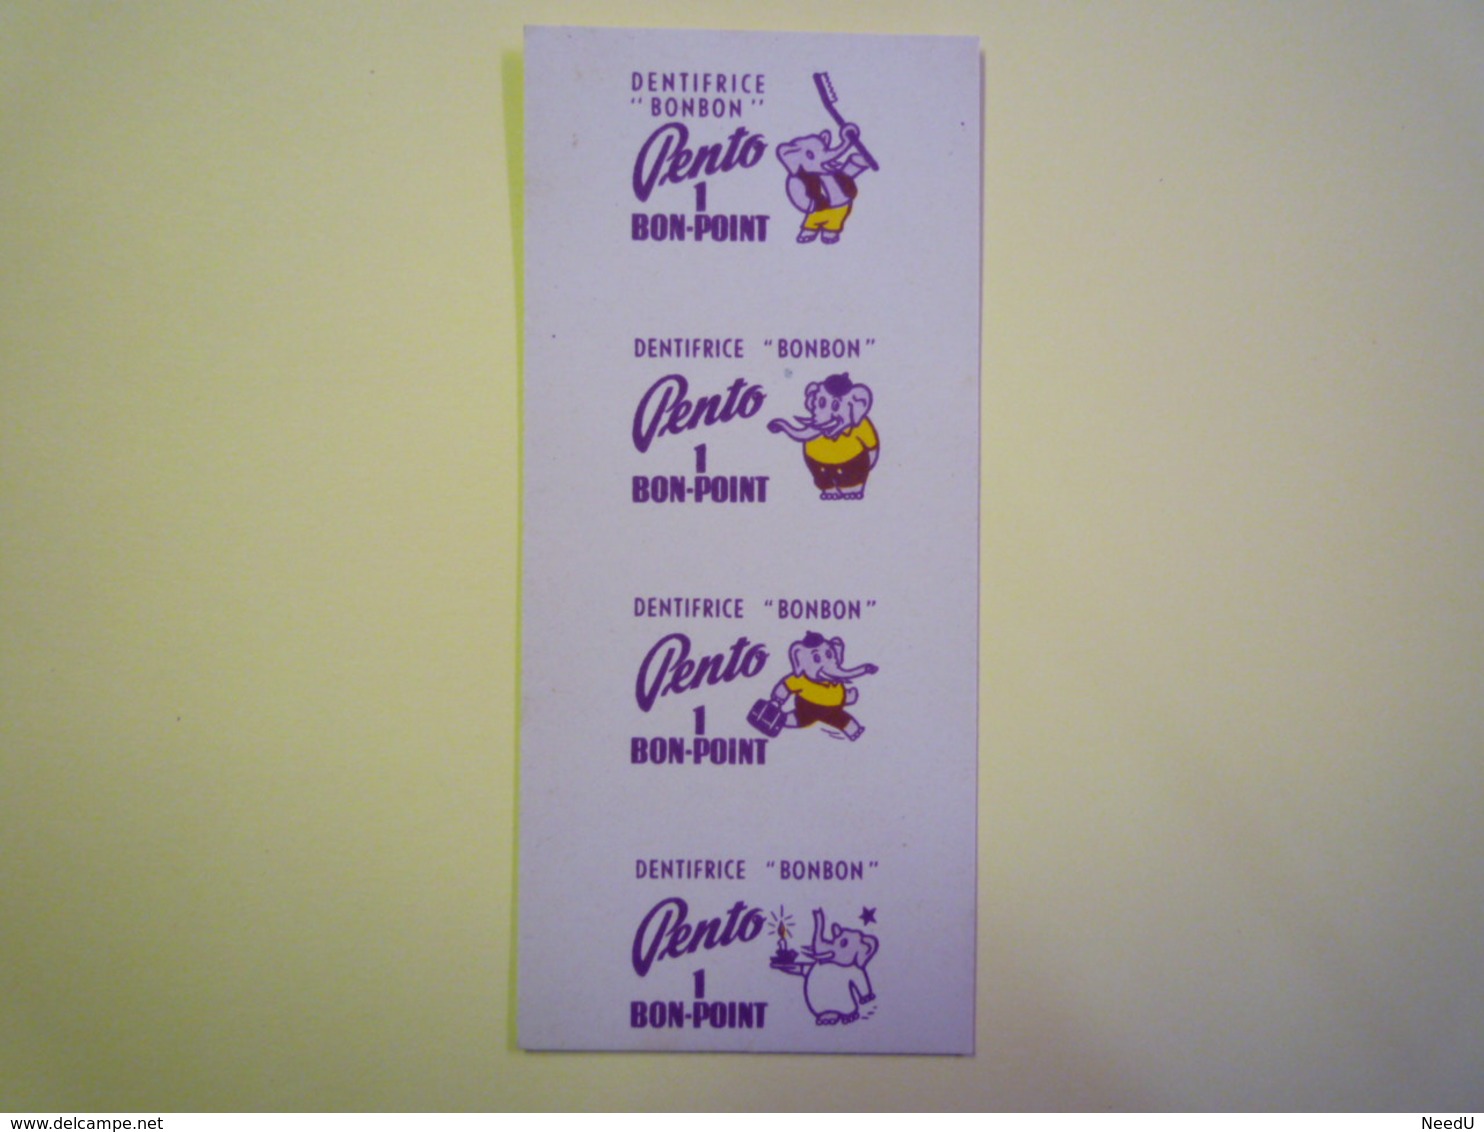 DENTIFRICE
"BONBON"
Pento
1
BON-POINT
DENTIFRICE "BONBON"
Pento
1
BON-POINT
DENTIFRICE "BONBON"
Pento
1
BON-POINT
DENTIFRICE "BONBON"
Pento
1
BON-POINT
www.delcampe.net
NeedU